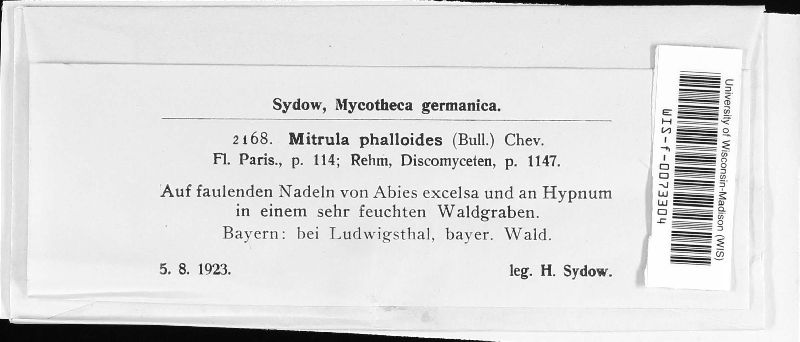 Sydow, Mycotheca germanica.
2168. Mitrula phalloides (Bull.) Chev.
Fl. Paris., p. 114; Rehm, Discomyceten, p. 1147.
Auf faulenden Nadeln von Abies excelsa und an Hypnum
in einem sehr feuchten Waldgraben.
Bayern: bei Ludwigsthal, bayer. Wald.
5. 8. 1923. leg. H. Sydow.
University of Wisconsin-Madison (WIS)
WIS-f-0073304